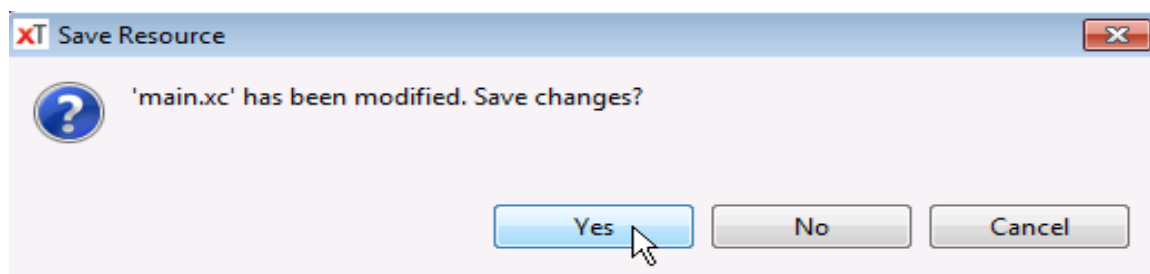 xT Save Resource
'main.xc' has been modified. Save changes?
Yes No Cancel